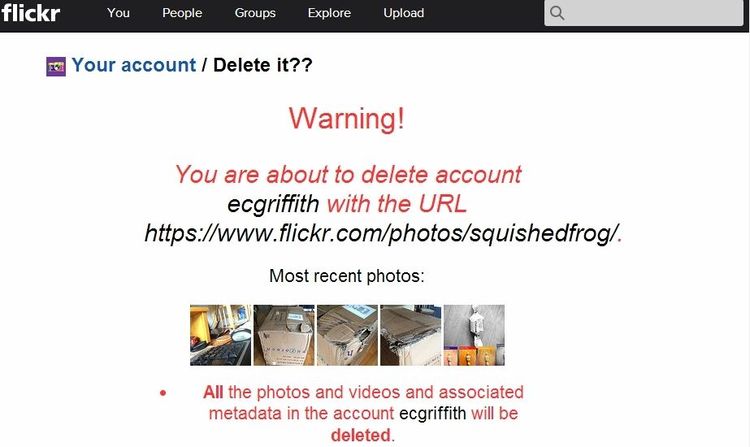 flickr You People Groups Explore Upload
Your account / Delete it??
Warning!
You are about to delete account
ecgriffith with the URL
https://www.flickr.com/photos/squishedfrog/.
Most recent photos:
• All the photos and videos and associated
metadata in the account ecgriffith will be
deleted.